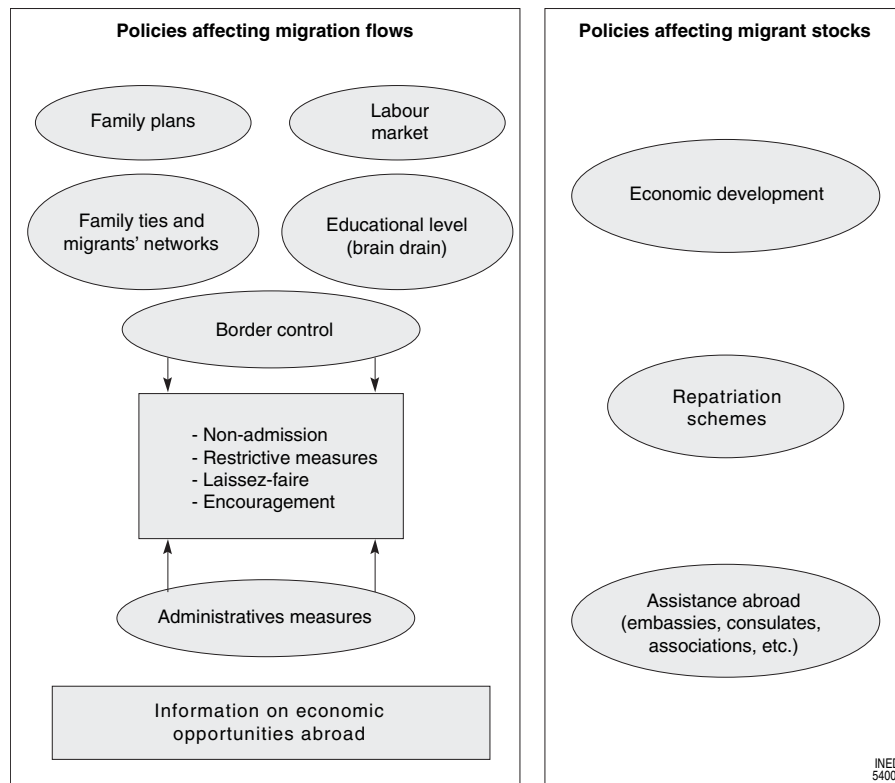 Policies affecting migration flows
Family plans
Labour
market
Family ties and
migrants' networks
Educational level
(brain drain)
Border control
- Non-admission
- Restrictive measures
- Laissez-faire
- Encouragement
Administratives measures
Information on economic
opportunities abroad
Policies affecting migrant stocks
Economic development
Repatriation
schemes
Assistance abroad
(embassies, consulates,
associations, etc.)
INED
5400